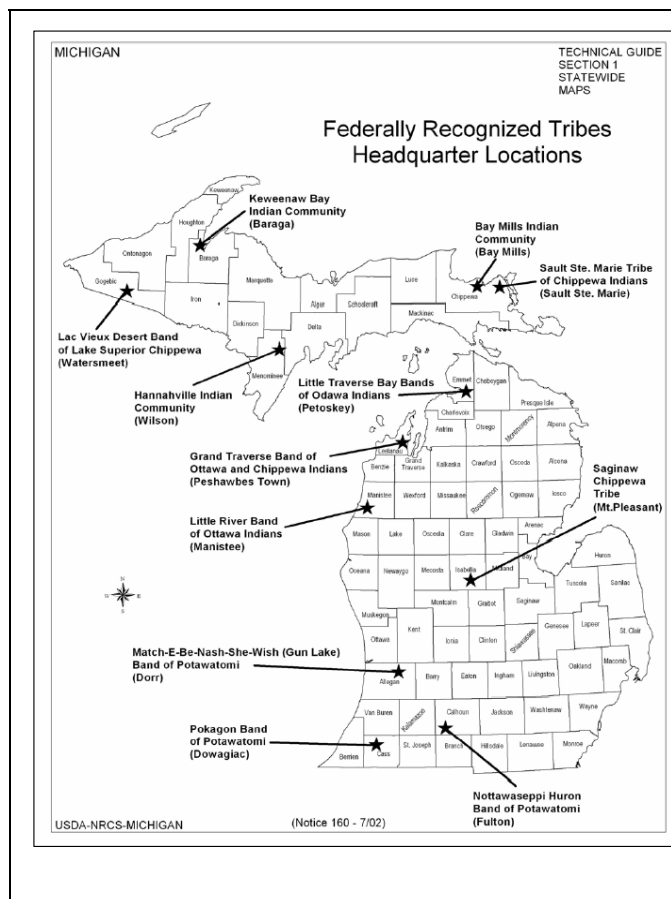 MICHIGAN
TECHNICAL GUIDE
SECTION 1
STATEWIDE
MAPS
Federally Recognized Tribes
Headquarter Locations
Keweenaw
Keweenaw Bay
Indian Community
(Baraga)
Houghton
Ontonagon
Baraga
Gogebic
Iron
Marquette
Dickinson
Menominee
Alger
Delta
Schoolcraft
Luce
Mackinac
Chippewa
Bay Mills Indian
Community
(Bay Mills)
Sault Ste. Marie Tribe
of Chippewa Indians
(Sault Ste. Marie)
Lac Vieux Desert Band
of Lake Superior Chippewa
(Watersmeet)
Hannahville Indian
Community
(Wilson)
Little Traverse Bay Bands
of Odawa Indians
(Petoskey)
Emmet
Cheboygan
Presque Isle
Charlevoix
Antrim
Otsego
Montmorency
Alpena
Grand Traverse Band of
Ottawa and Chippewa Indians
(Peshawbes Town)
Leelanau
Benzie
Grand
Traverse
Kalkaska
Crawford
Oscoda
Alcona
Saginaw
Chippewa
Tribe
(Mt.Pleasant)
Little River Band
of Ottawa Indians
(Manistee)
Manistee
Wexford
Missaukee
Roscommon
Ogemaw
Iosco
Mason
Lake
Osceola
Clare
Gladwin
Arenac
Oceana
Newaygo
Mecosta
Isabella
Midland
Bay
Huron
Tuscola
Sanilac
Muskegon
Montcalm
Gratiot
Saginaw
Ottawa
Kent
Ionia
Clinton
Shiawassee
Genesee
Lapeer
St. Clair
Match-E-Be-Nash-She-Wish (Gun Lake)
Band of Potawatomi
(Dorr)
Allegan
Barry
Eaton
Ingham
Livingston
Oakland
Macomb
Van Buren
Kalamazoo
Calhoun
Jackson
Washtenaw
Wayne
Pokagon Band
of Potawatomi
(Dowagiac)
Berrien
Cass
St. Joseph
Branch
Hillsdale
Lenawee
Monroe
Nottawaseppi Huron
Band of Potawatomi
(Fulton)
N
E
S
USDA-NRCS-MICHIGAN
(Notice 160 - 7/02)